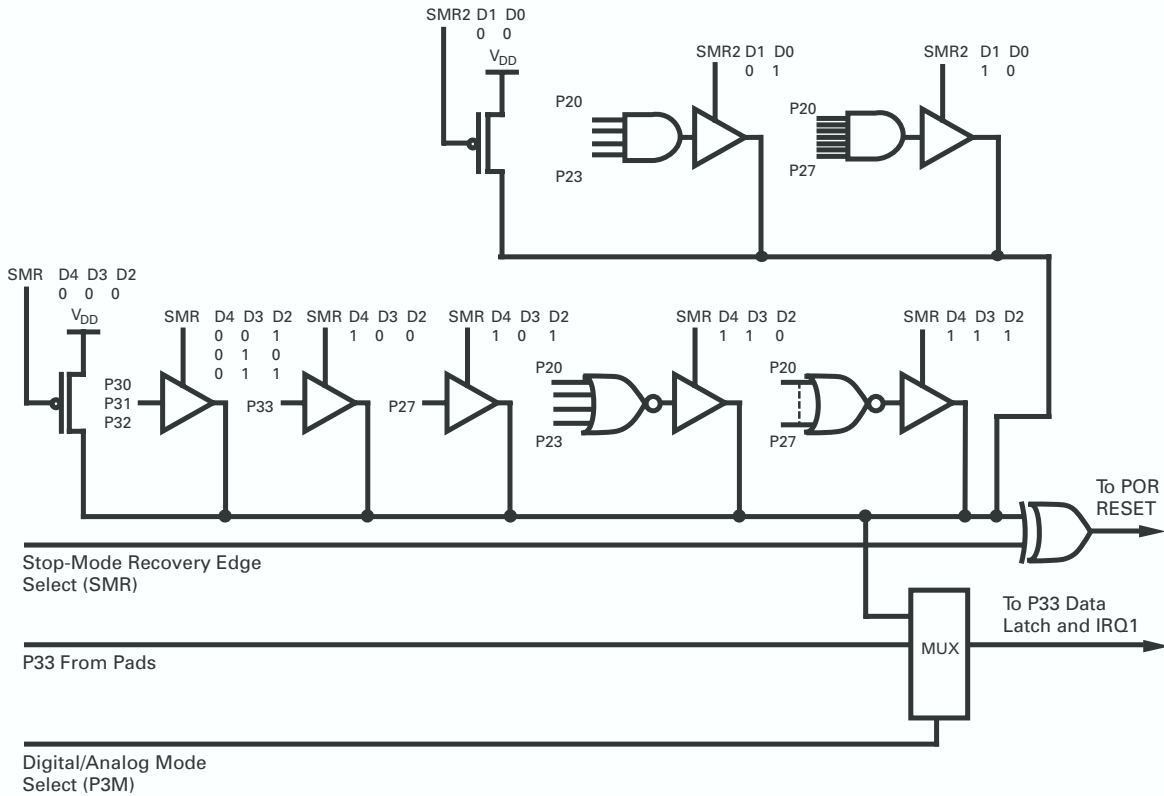 SMR2 D1 D0
0 0
VDD
SMR2 D1 D0
0 1
SMR2 D1 D0
1 0
P20
P23
P20
P27
SMR D4 D3 D2
0 0 0
VDD
SMR D4 D3 D2
0 0 1
0 1 0
0 1 1
SMR D4 D3 D2
1 0 0
SMR D4 D3 D2
1 0 1
SMR D4 D3 D2
1 1 0
SMR D4 D3 D2
1 1 1
P30
P31
P32
P33
P27
P20
P23
P20
P27
To POR
RESET
Stop-Mode Recovery Edge
Select (SMR)
To P33 Data
Latch and IRQ1
MUX
P33 From Pads
Digital/Analog Mode
Select (P3M)